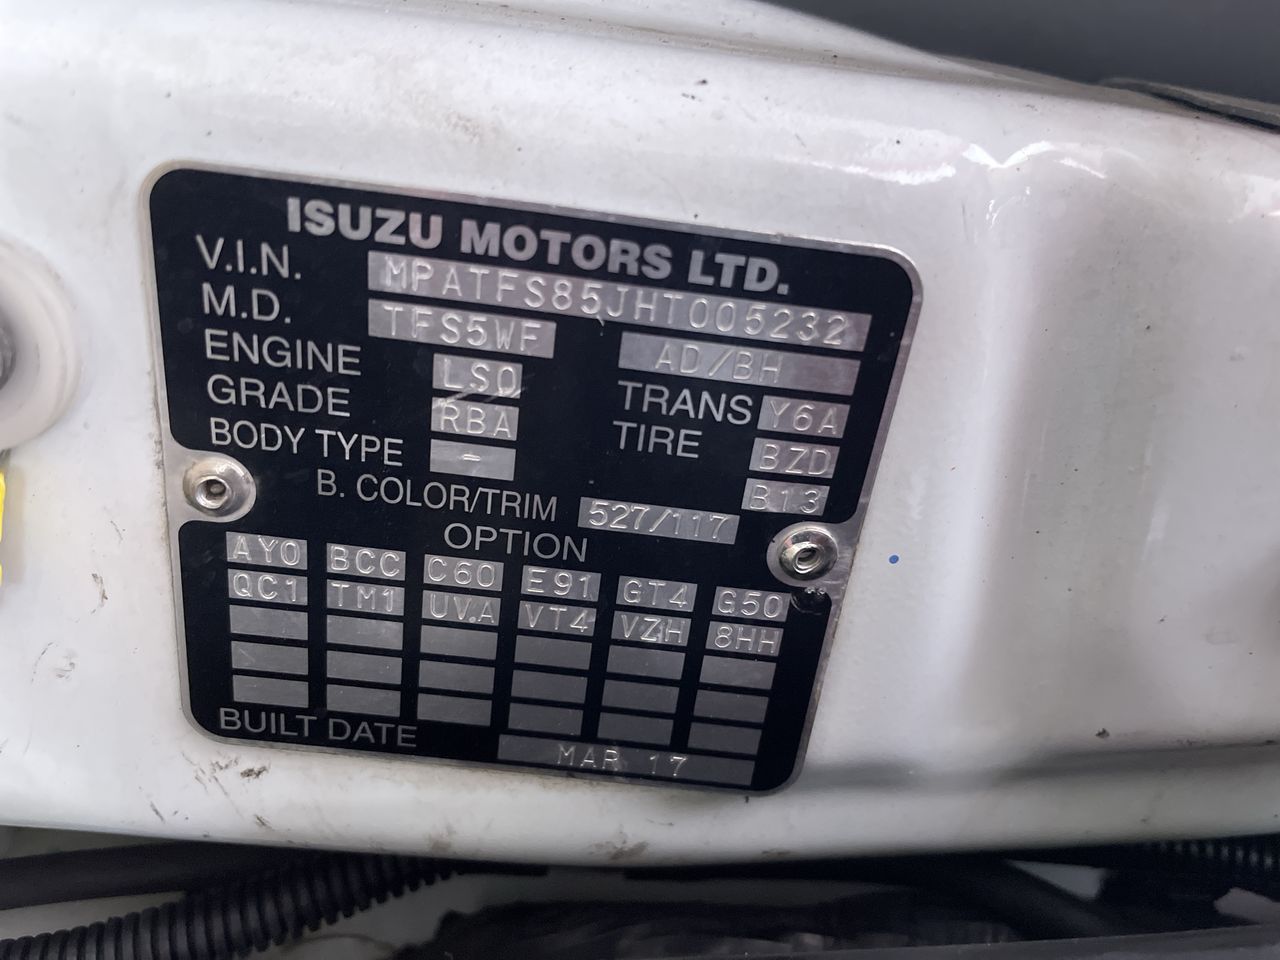 ISUZU MOTORS LTD.
V.I.N. MPATFS85JHT005232
M.D. TFS5WF AD/BH
ENGINE LSQ TRANS Y6A
GRADE RBA TIRE BZD
BODY TYPE - B13
B. COLOR/TRIM 527/117
OPTION
AY0 BCC C60 E91 GT4 G50
QC1 TM1 UVA VT4 VZH 8HH
BUILT DATE MAR 17